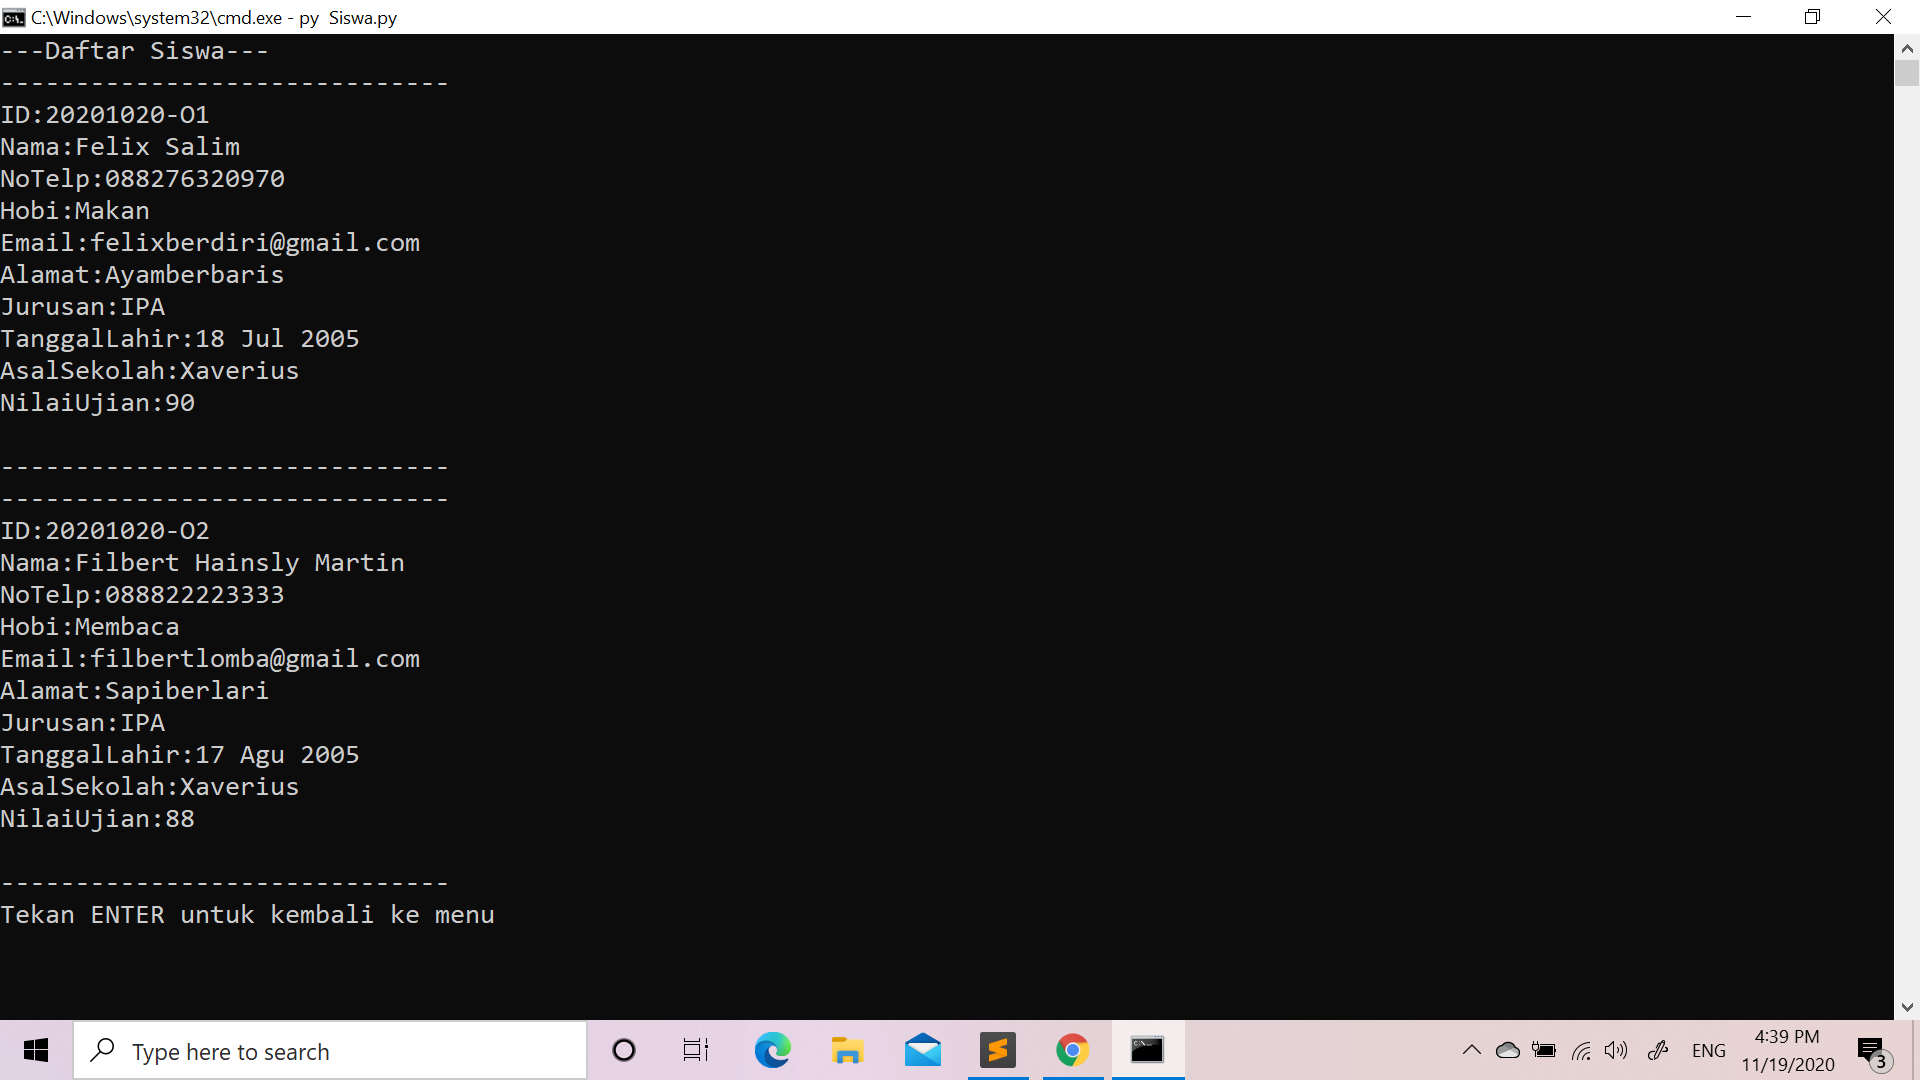 C:\Windows\system32\cmd.exe - py  Siswa.py
---Daftar Siswa---
------------------------------
ID:20201020-O1
Nama:Felix Salim
NoTelp:088276320970
Hobi:Makan
Email:felixberdiri@gmail.com
Alamat:Ayamberbaris
Jurusan:IPA
TanggalLahir:18 Jul 2005
AsalSekolah:Xaverius
NilaiUjian:90
------------------------------
------------------------------
ID:20201020-O2
Nama:Filbert Hainsly Martin
NoTelp:088822223333
Hobi:Membaca
Email:filbertlomba@gmail.com
Alamat:Sapiberlari
Jurusan:IPA
TanggalLahir:17 Agu 2005
AsalSekolah:Xaverius
NilaiUjian:88
------------------------------
Tekan ENTER untuk kembali ke menu
Type here to search
ENG
4:39 PM
11/19/2020
3